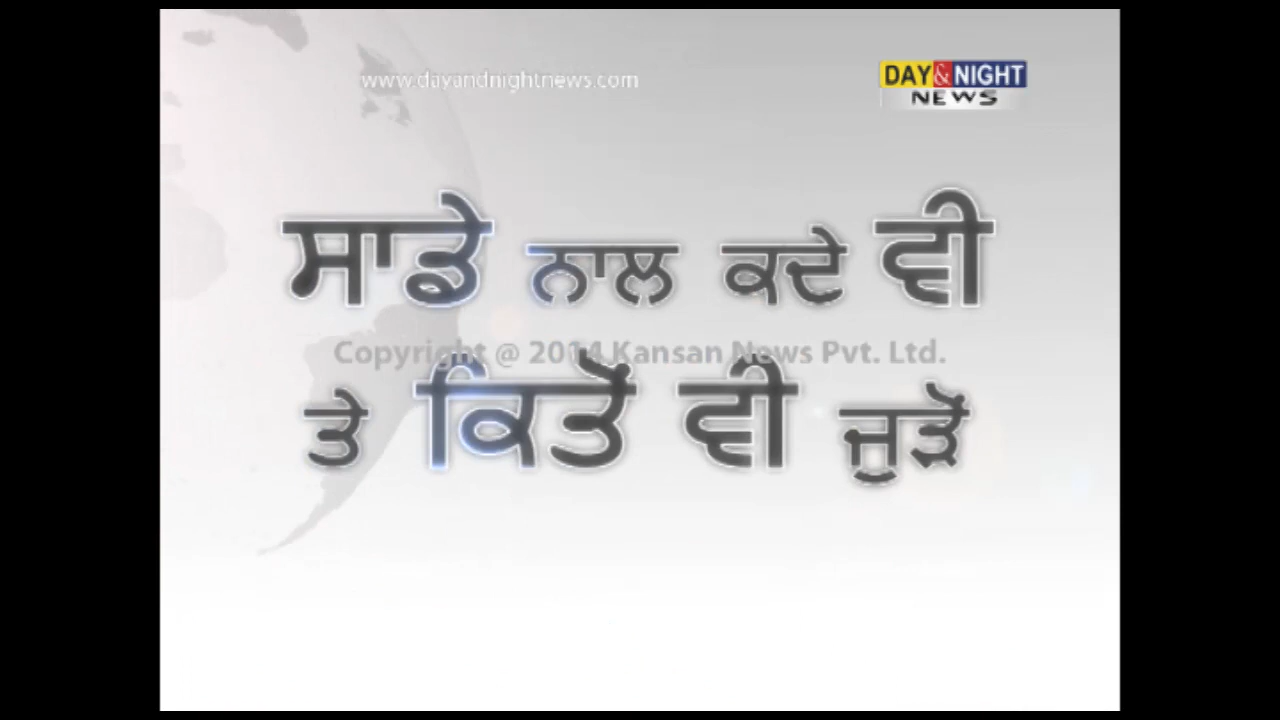 www.dayandnightnews.com
DAY&NIGHT
NEWS
ਸਾਡੇ ਨਾਲ ਕਦੇ ਵੀ
Copyright @ 2014 Kansan News Pvt. Ltd.
ਤੇ ਕਿਤੋਂ ਵੀ ਜੁੜੋਂ